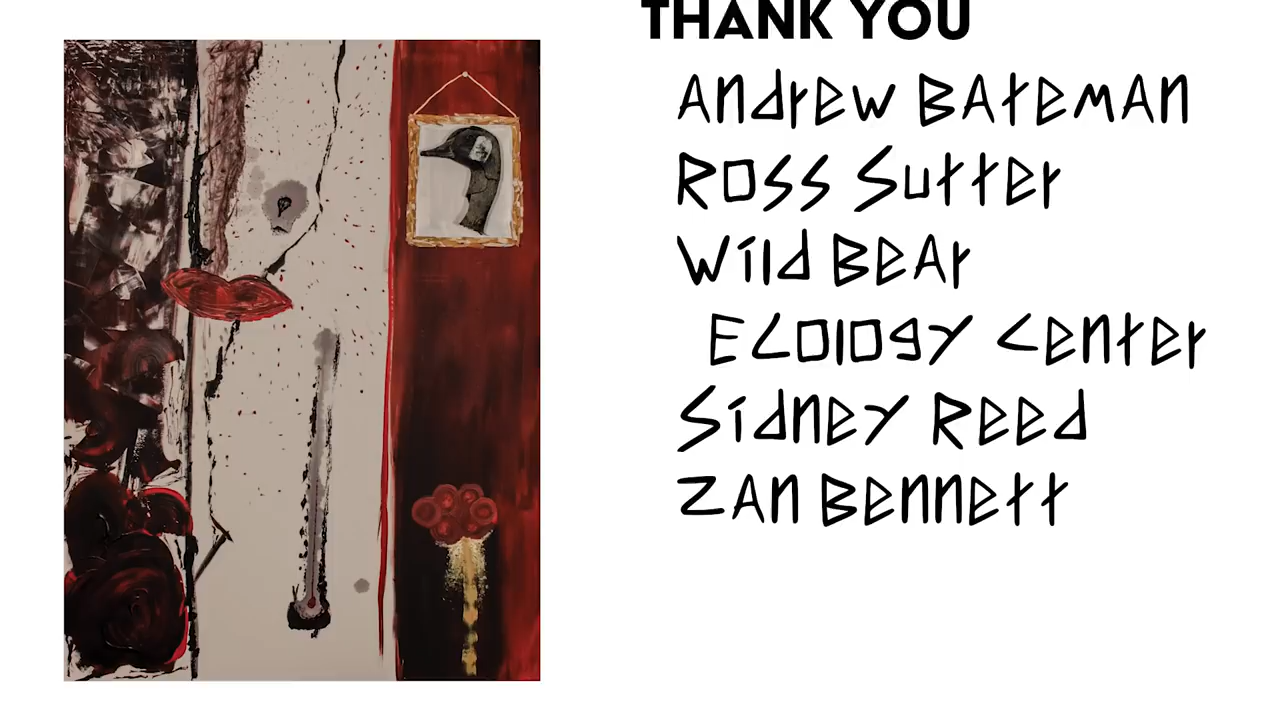 THANK YOU
Andrew Bateman
Ross Sutter
Wild Bear
Ecology Center
Sidney Reed
Zan Bennett